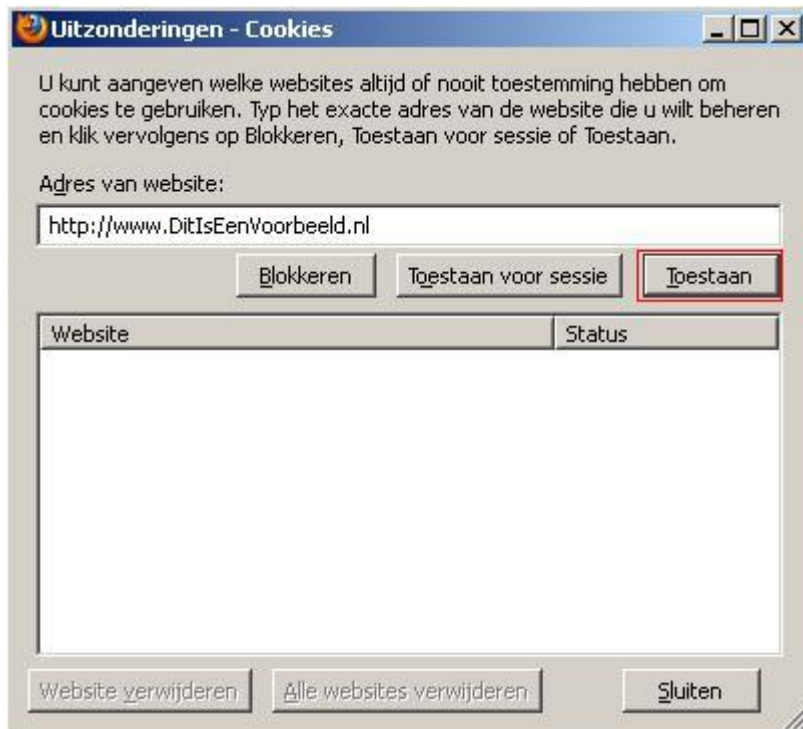 Uitzonderingen - Cookies
U kunt aangeven welke websites altijd of nooit toestemming hebben om
cookies te gebruiken. Typ het exacte adres van de website die u wilt beheren
en klik vervolgens op Blokkeren, Toestaan voor sessie of Toestaan.
Adres van website:
http://www.DitIsEenVoorbeeld.nl
Blokkeren Toestaan voor sessie Toestaan
Website Status
Website verwijderen Alle websites verwijderen Sluiten